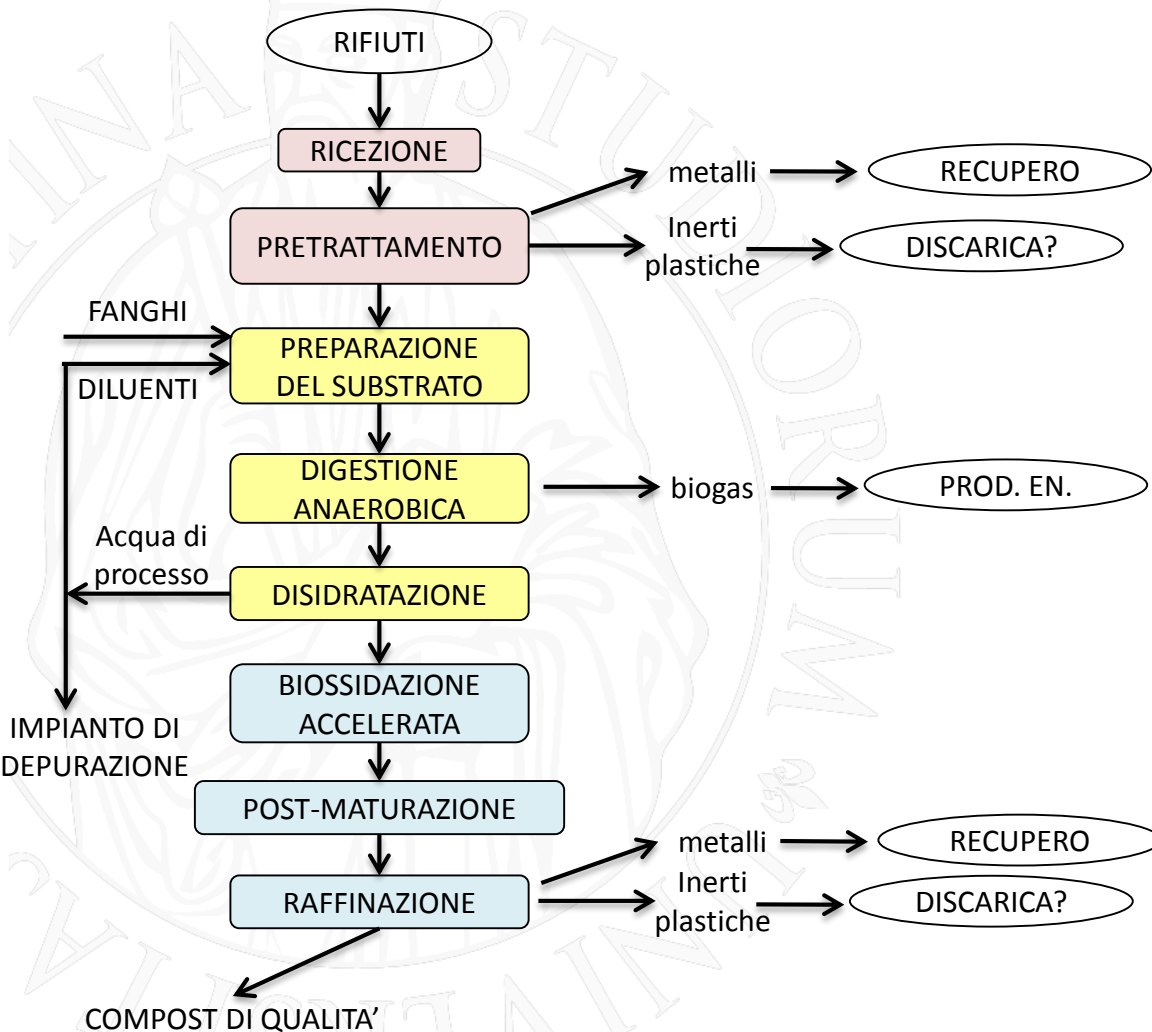 RIFIUTI
RICEZIONE
metalli
RECUPERO
PRETRATTAMENTO
Inerti
plastiche
DISCARICA?
FANGHI
DILUENTI
PREPARAZIONE
DEL SUBSTRATO
DIGESTIONE
ANAEROBICA
biogas
PROD. EN.
Acqua di
processo
DISIDRATAZIONE
BIOSSIDAZIONE
ACCELERATA
IMPIANTO DI
DEPURAZIONE
POST-MATURAZIONE
metalli
RECUPERO
RAFFINAZIONE
Inerti
plastiche
DISCARICA?
COMPOST DI QUALITA’
STUDIORUM